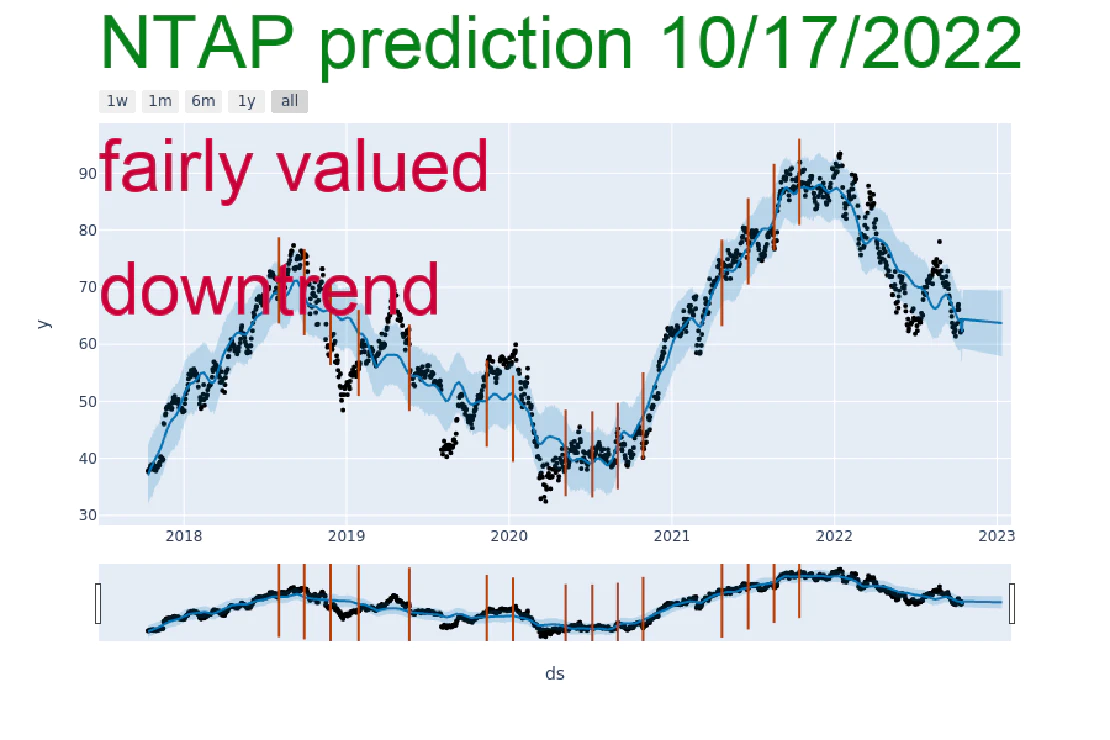 NTAP prediction 10/17/2022
1w 1m 6m 1y all
fairly valued
downtrend
90
80
70
60
50
40
30
y
2018 2019 2020 2021 2022 2023
ds